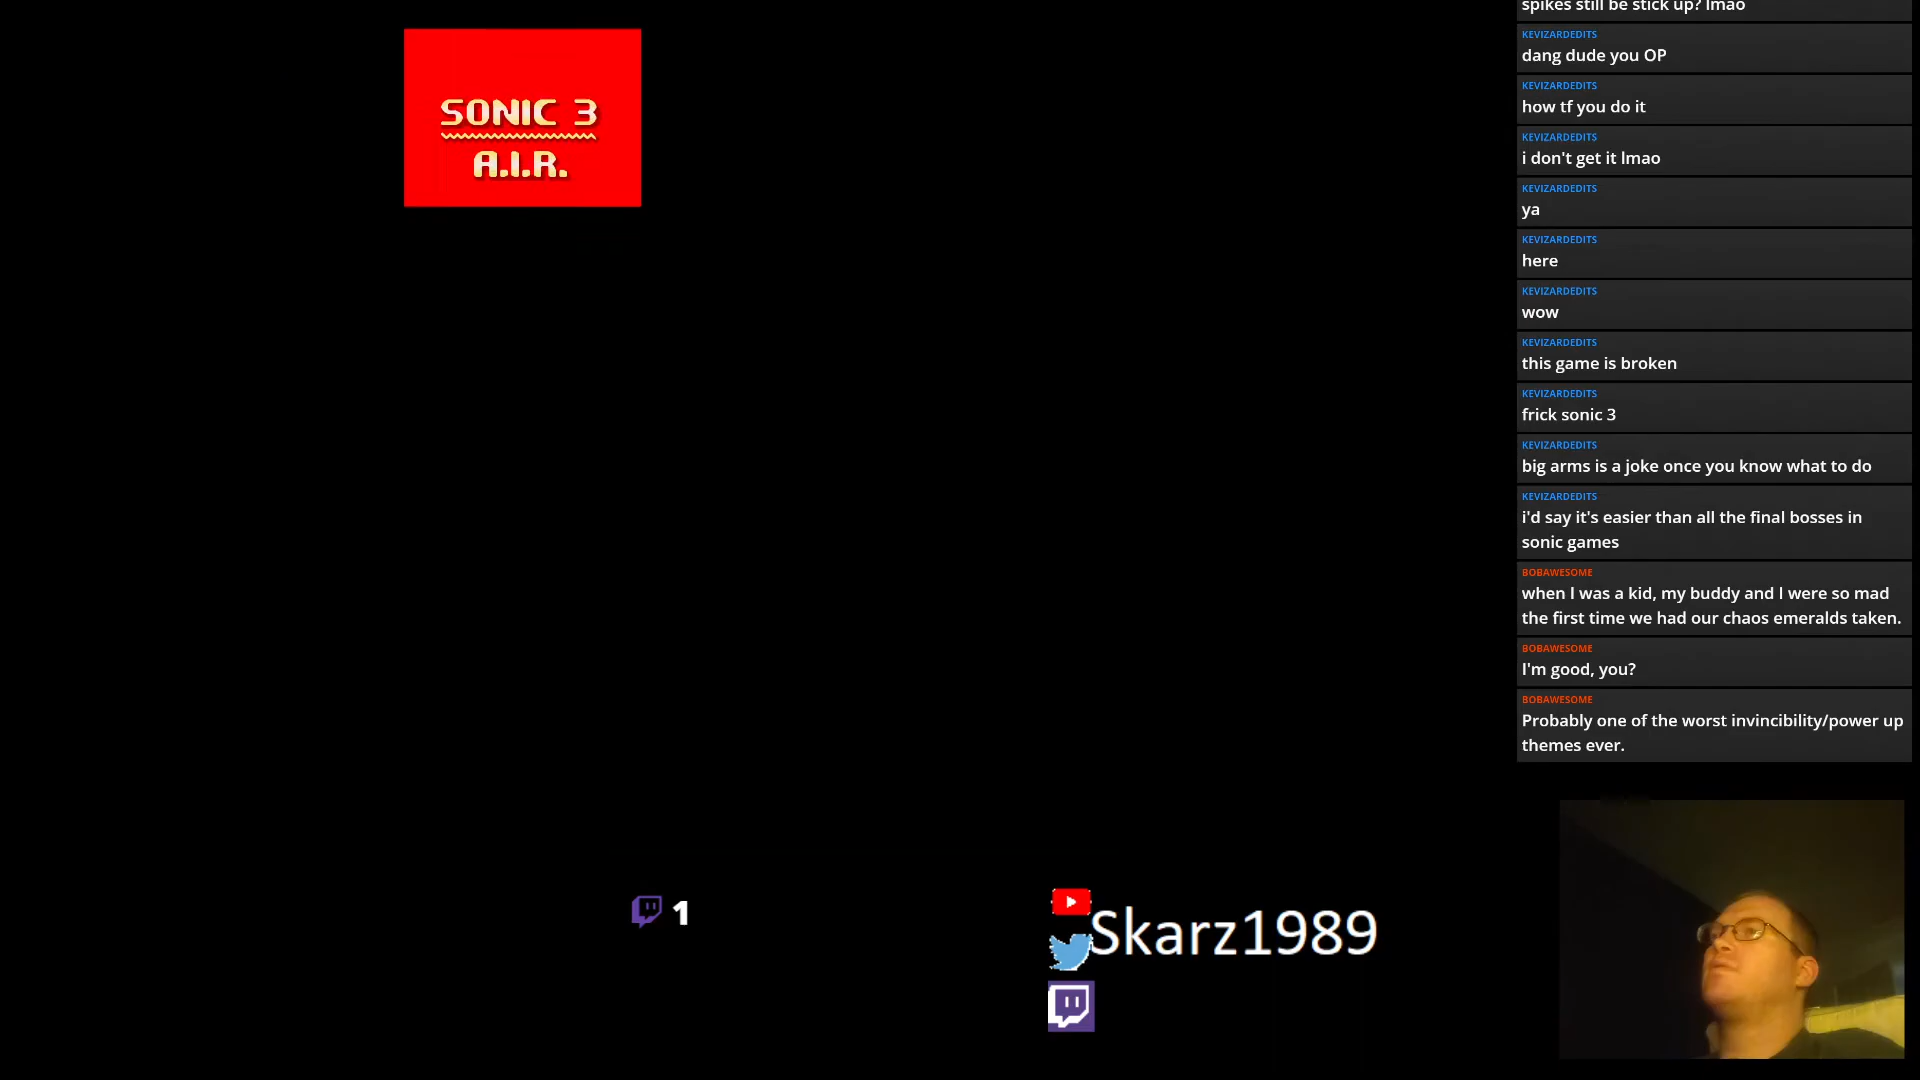 SONIC 3
A.I.R.
spikes still be stick up? lmao
KEVIZARDEDITS
dang dude you OP
KEVIZARDEDITS
how tf you do it
KEVIZARDEDITS
i don't get it lmao
KEVIZARDEDITS
ya
KEVIZARDEDITS
here
KEVIZARDEDITS
wow
KEVIZARDEDITS
this game is broken
KEVIZARDEDITS
frick sonic 3
KEVIZARDEDITS
big arms is a joke once you know what to do
KEVIZARDEDITS
i'd say it's easier than all the final bosses in
sonic games
BOBAWESOME
when I was a kid, my buddy and I were so mad
the first time we had our chaos emeralds taken.
BOBAWESOME
I'm good, you?
BOBAWESOME
Probably one of the worst invincibility/power up
themes ever.
1
Skarz1989